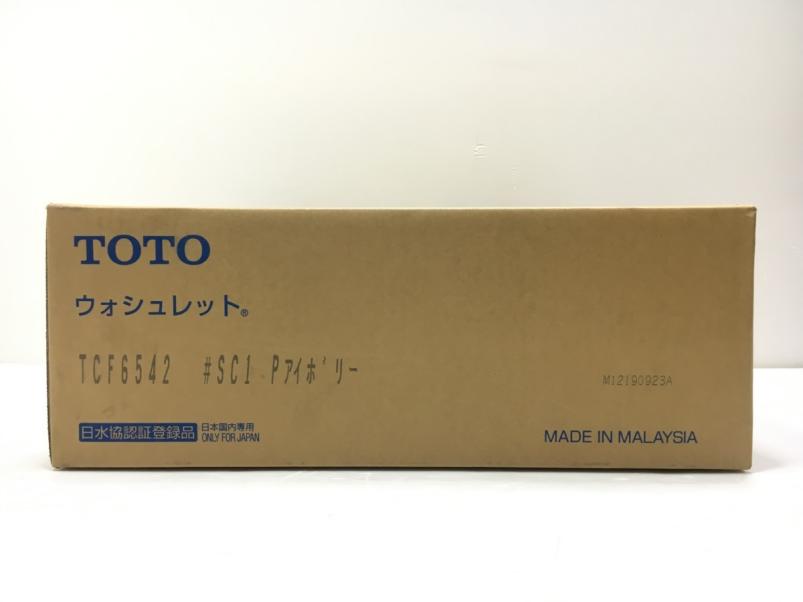 TOTO
ウォシュレット®
TCF6542 #SC1 Pアイボリー
M12190923A
日水協認証登録品 日本国内専用 ONLY FOR JAPAN
MADE IN MALAYSIA